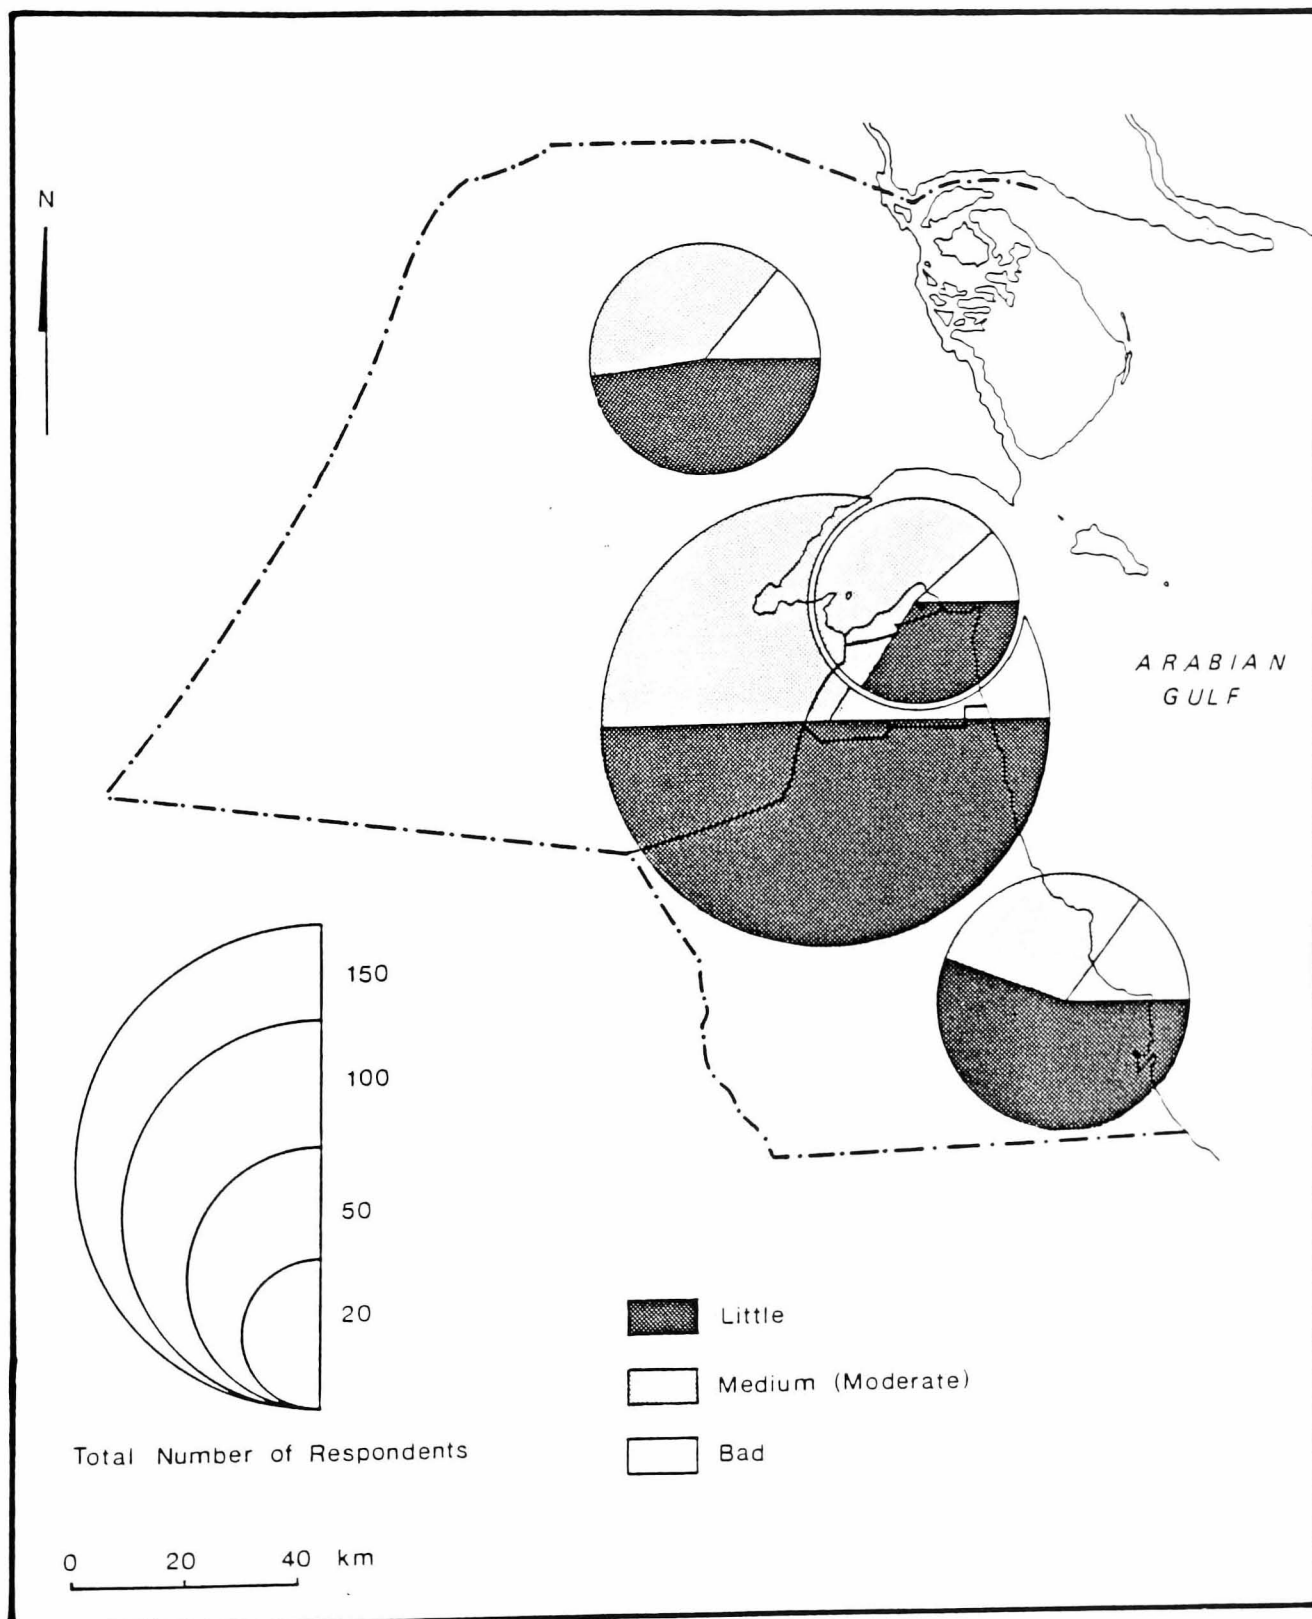 N
ARABIAN
GULF
150
100
50
20
Total Number of Respondents
Little
Medium (Moderate)
Bad
0 20 40 km